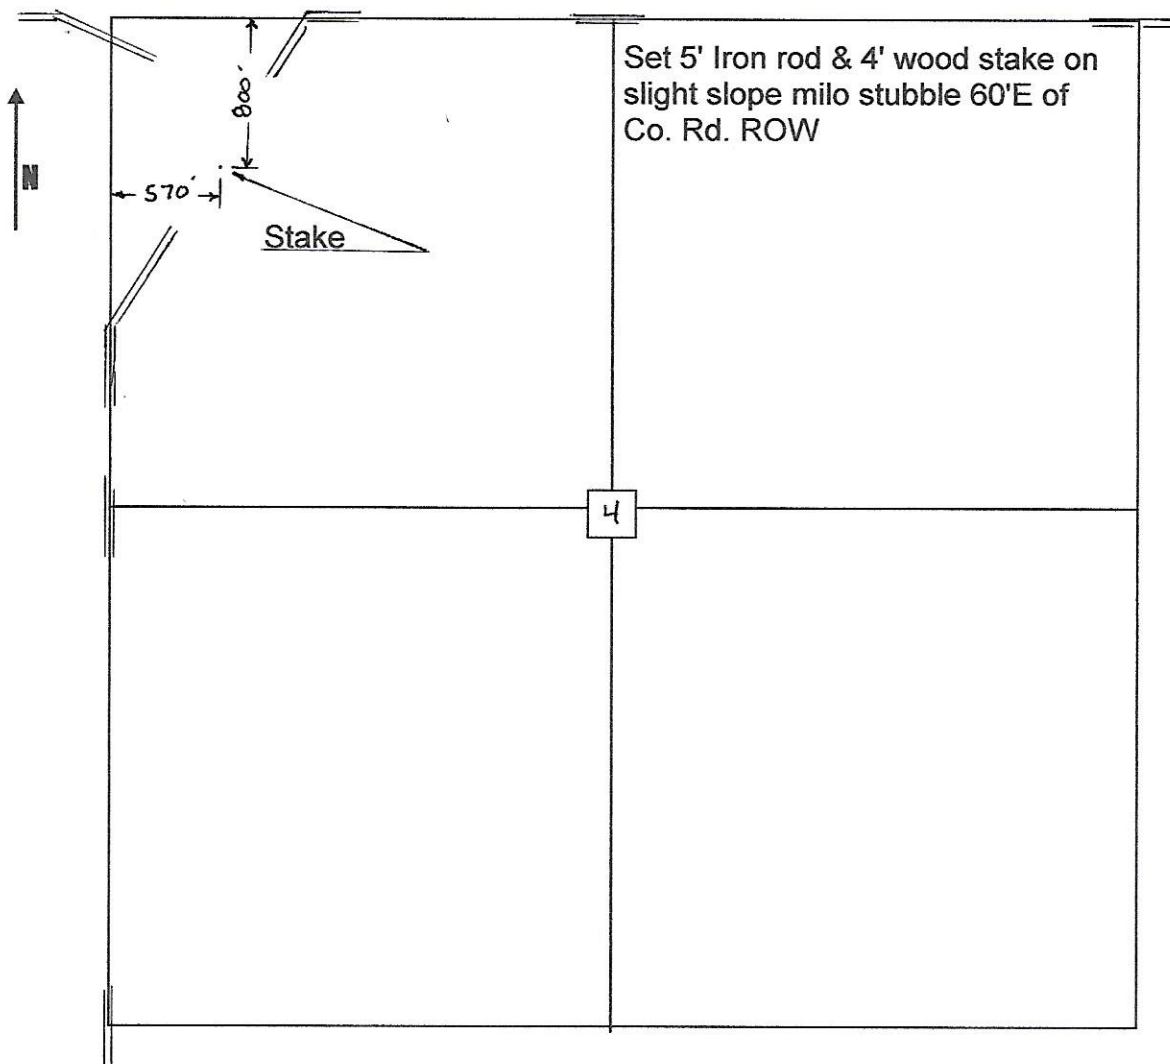 Set 5' Iron rod & 4' wood stake on
slight slope milo stubble 60'E of
Co. Rd. ROW
800'
N
570'
Stake
4